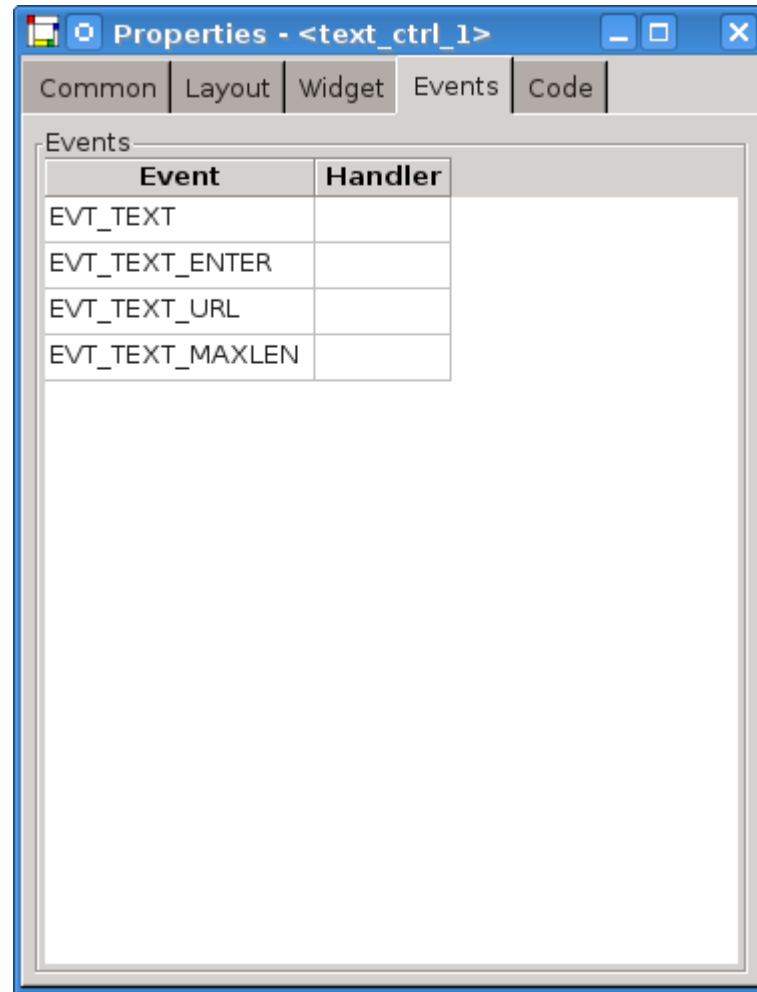 Properties - <text_ctrl_1>
Common Layout Widget Events Code
Events
Event Handler
EVT_TEXT
EVT_TEXT_ENTER
EVT_TEXT_URL
EVT_TEXT_MAXLEN